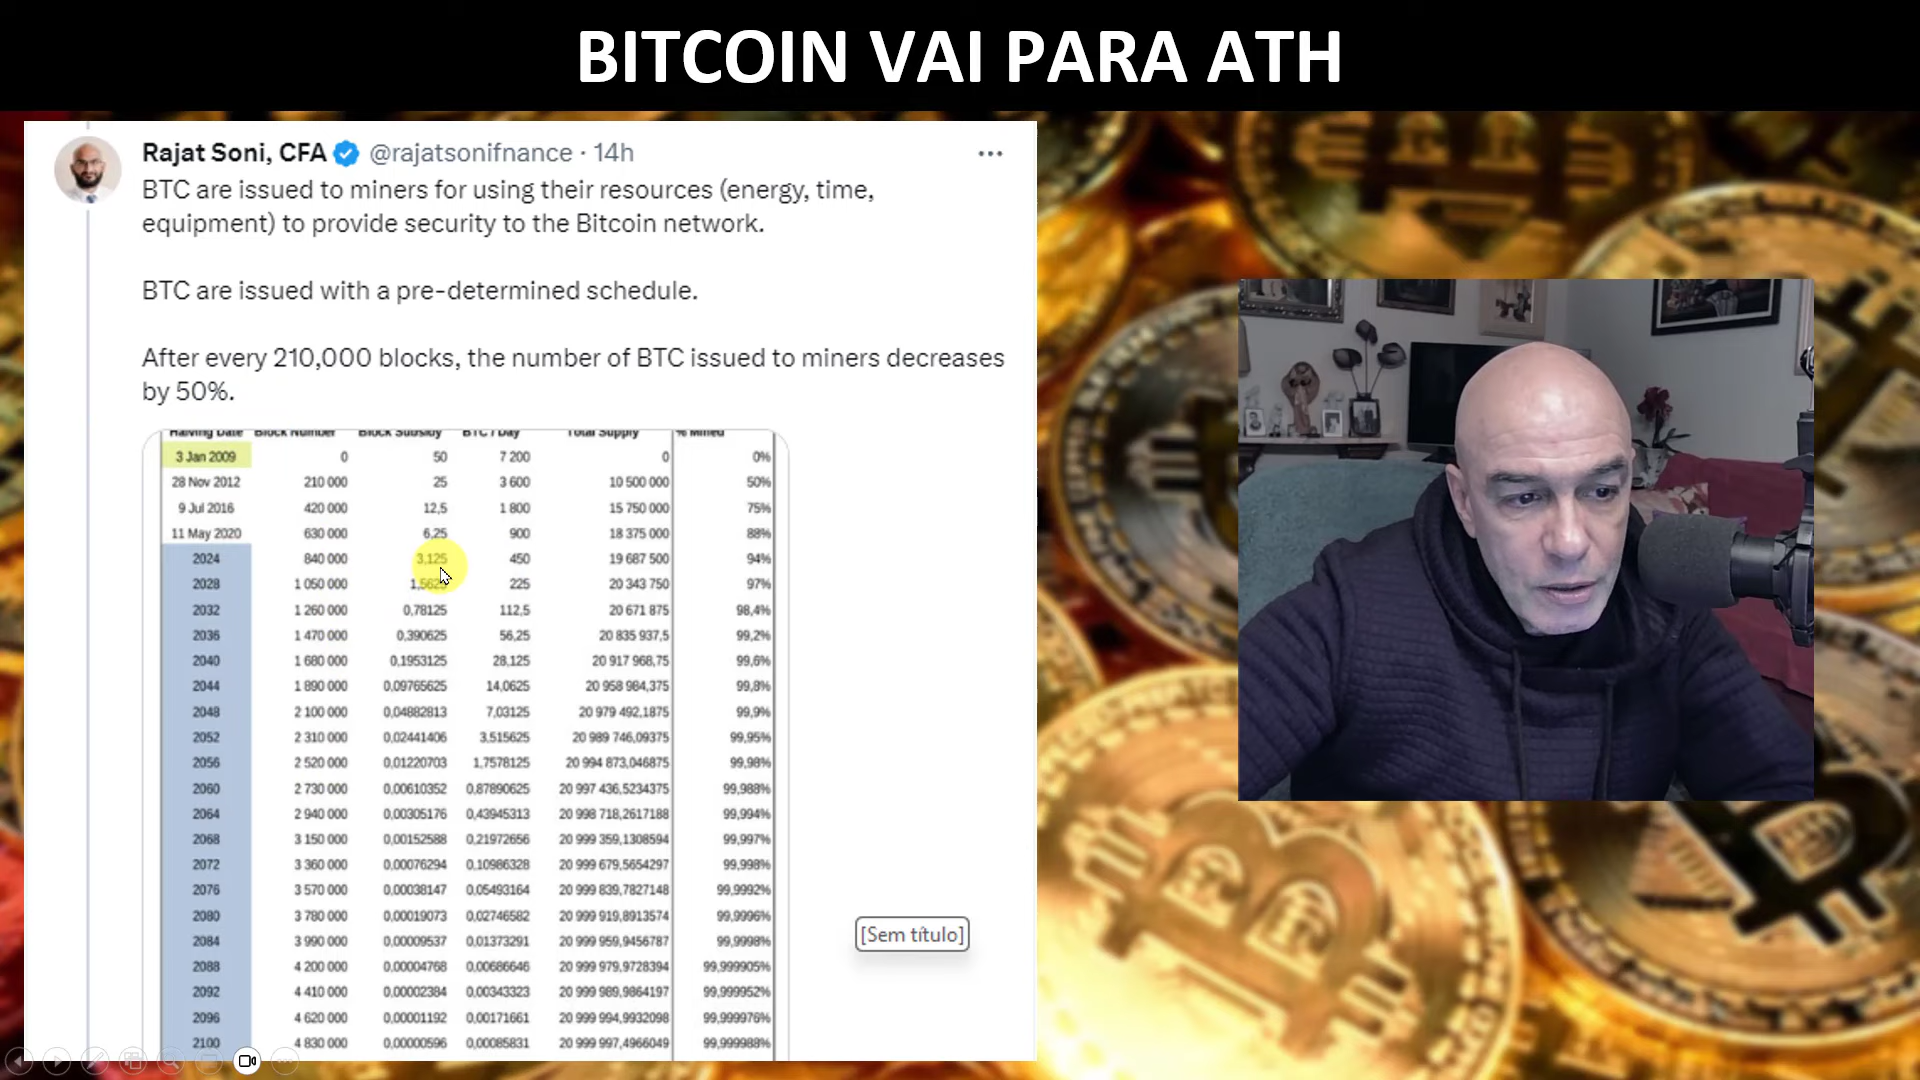 BITCOIN VAI PARA ATH
Rajat Soni, CFA @rajatsonifnance · 14h
BTC are issued to miners for using their resources (energy, time,
equipment) to provide security to the Bitcoin network.
BTC are issued with a pre-determined schedule.
After every 210,000 blocks, the number of BTC issued to miners decreases
by 50%.
Halving Date Block Number Block Subsidy BTC / Day Total Supply % Mined
3 Jan 2009 0 50 7 200 0 0%
28 Nov 2012 210 000 25 3 600 10 500 000 50%
9 Jul 2016 420 000 12,5 1 800 15 750 000 75%
11 May 2020 630 000 6,25 900 18 375 000 88%
2024 840 000 3,125 450 19 687 500 94%
2028 1 050 000 1,5625 225 20 343 750 97%
2032 1 260 000 0,78125 112,5 20 671 875 98,4%
2036 1 470 000 0,390625 56,25 20 835 937,5 99,2%
2040 1 680 000 0,1953125 28,125 20 917 968,75 99,6%
2044 1 890 000 0,09765625 14,0625 20 958 984,375 99,8%
2048 2 100 000 0,04882813 7,03125 20 979 492,1875 99,9%
2052 2 310 000 0,02441406 3,515625 20 989 746,09375 99,95%
2056 2 520 000 0,01220703 1,7578125 20 994 873,046875 99,98%
2060 2 730 000 0,00610352 0,87890625 20 997 436,5234375 99,988%
2064 2 940 000 0,00305176 0,43945313 20 998 718,2617188 99,994%
2068 3 150 000 0,00152588 0,21972656 20 999 359,1308594 99,997%
2072 3 360 000 0,00076294 0,10986328 20 999 679,5654297 99,998%
2076 3 570 000 0,00038147 0,05493164 20 999 839,7827148 99,9992%
2080 3 780 000 0,00019073 0,02746582 20 999 919,8913574 99,9996%
2084 3 990 000 0,00009537 0,01373291 20 999 959,9456787 99,9998%
2088 4 200 000 0,00004768 0,00686646 20 999 979,9728394 99,999905%
2092 4 410 000 0,00002384 0,00343323 20 999 989,9864197 99,999952%
2096 4 620 000 0,00001192 0,00171661 20 999 994,9932098 99,999976%
2100 4 830 000 0,00000596 0,00085831 20 999 997,4966049 99,999988%
[Sem título]